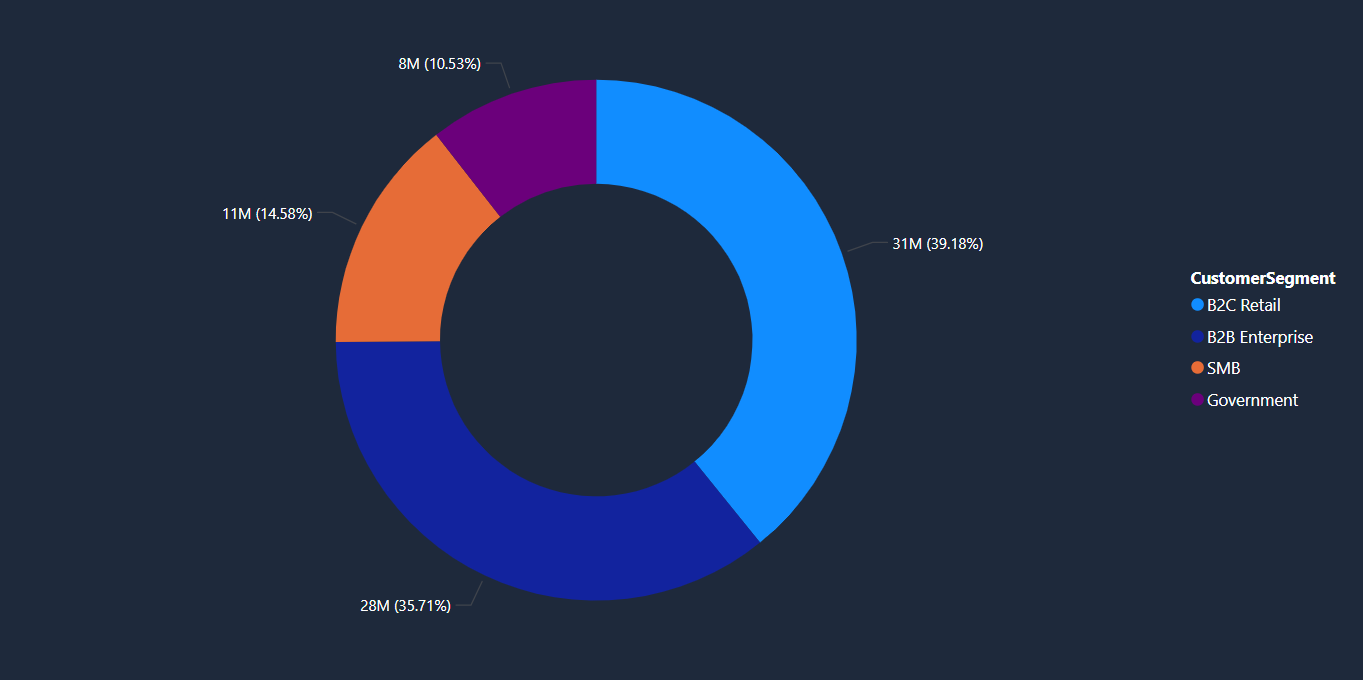 8M (10.53%)
11M (14.58%)
31M (39.18%)
28M (35.71%)
CustomerSegment
B2C Retail
B2B Enterprise
SMB
Government